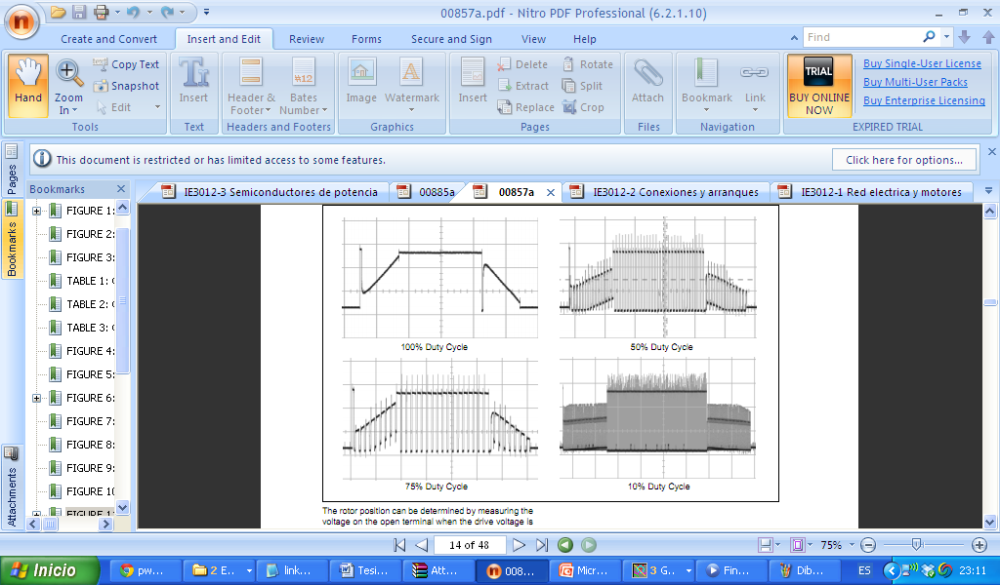 00857a.pdf - Nitro PDF Professional (6.2.1.10)
Create and Convert
Insert and Edit
Review
Forms
Secure and Sign
View
Help
Find
Hand
Zoom In
Copy Text
Snapshot
Edit
Tools
Insert
Text
Header & Footer
Bates Number
Headers and Footers
Image
Watermark
Graphics
Insert
Delete
Extract
Replace
Rotate
Split
Crop
Pages
Attach
Files
Bookmark
Link
Navigation
TRIAL
BUY ONLINE NOW
Buy Single-User License
Buy Multi-User Packs
Buy Enterprise Licensing
EXPIRED TRIAL
This document is restricted or has limited access to some features.
Click here for options...
Pages
Bookmarks
Attachments
Bookmarks
IE3012-3 Semiconductores de potencia
00885a
00857a
IE3012-2 Conexiones y arranques
IE3012-1 Red electrica y motores
FIGURE 1:
FIGURE 2:
FIGURE 3:
TABLE 1:
TABLE 2:
TABLE 3:
FIGURE 4:
FIGURE 5:
FIGURE 6:
FIGURE 7:
FIGURE 8:
FIGURE 9:
FIGURE 10
FIGURE 1
100% Duty Cycle
50% Duty Cycle
75% Duty Cycle
10% Duty Cycle
The rotor position can be determined by measuring the
voltage on the open terminal when the drive voltage is
14 of 48
75%
Inicio
pw...
2 E...
link...
Tesi...
Att...
008...
Micr...
3 G...
Fin...
Dib...
ES
23:11